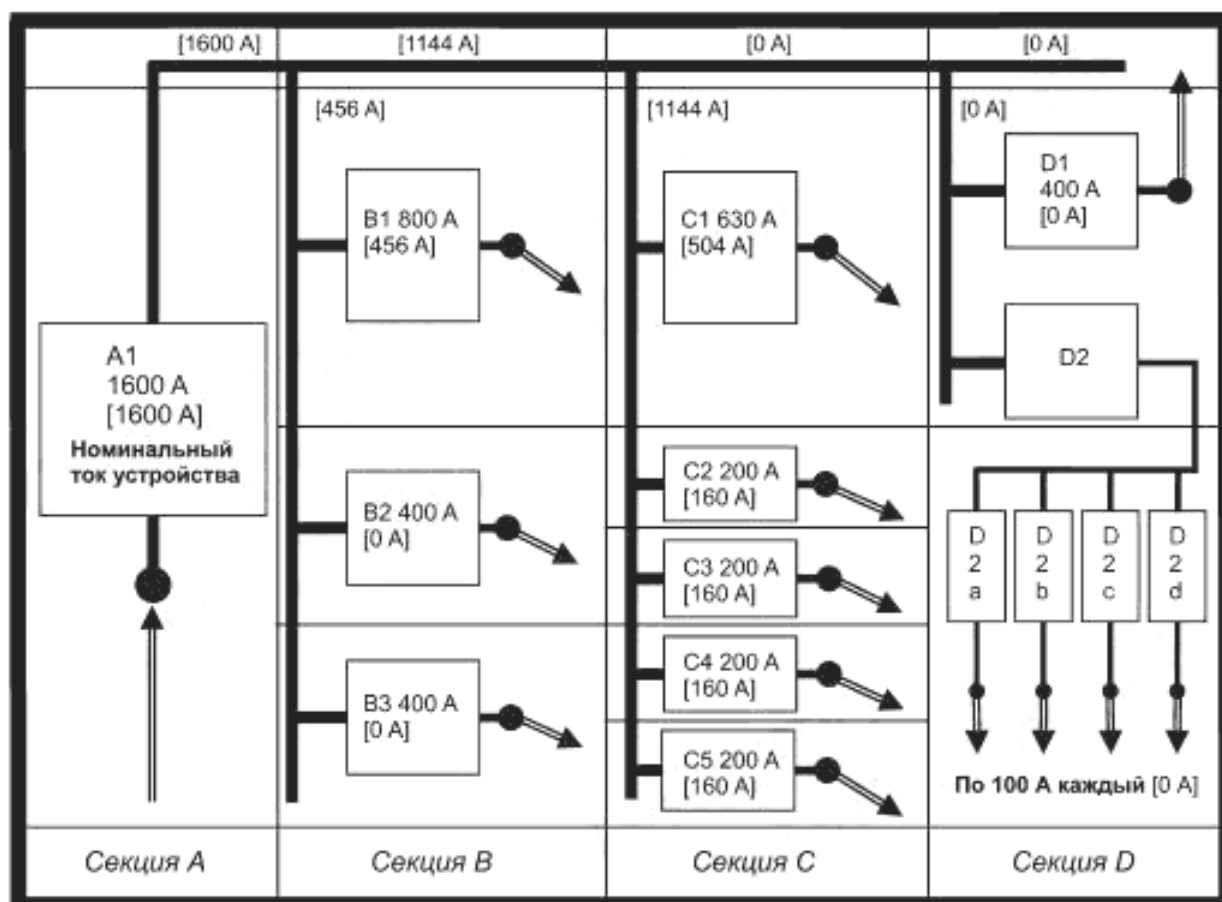 [1600 A]
[1144 A]
[0 A]
[0 A]
[456 A]
[1144 A]
[0 A]
A1
1600 A
[1600 A]
Номинальный
ток устройства
B1 800 A
[456 A]
B2 400 A
[0 A]
B3 400 A
[0 A]
C1 630 A
[504 A]
C2 200 A
[160 A]
C3 200 A
[160 A]
C4 200 A
[160 A]
C5 200 A
[160 A]
D1
400 A
[0 A]
D2
D
2
a
D
2
b
D
2
c
D
2
d
По 100 А каждый [0 A]
Секция A
Секция B
Секция C
Секция D